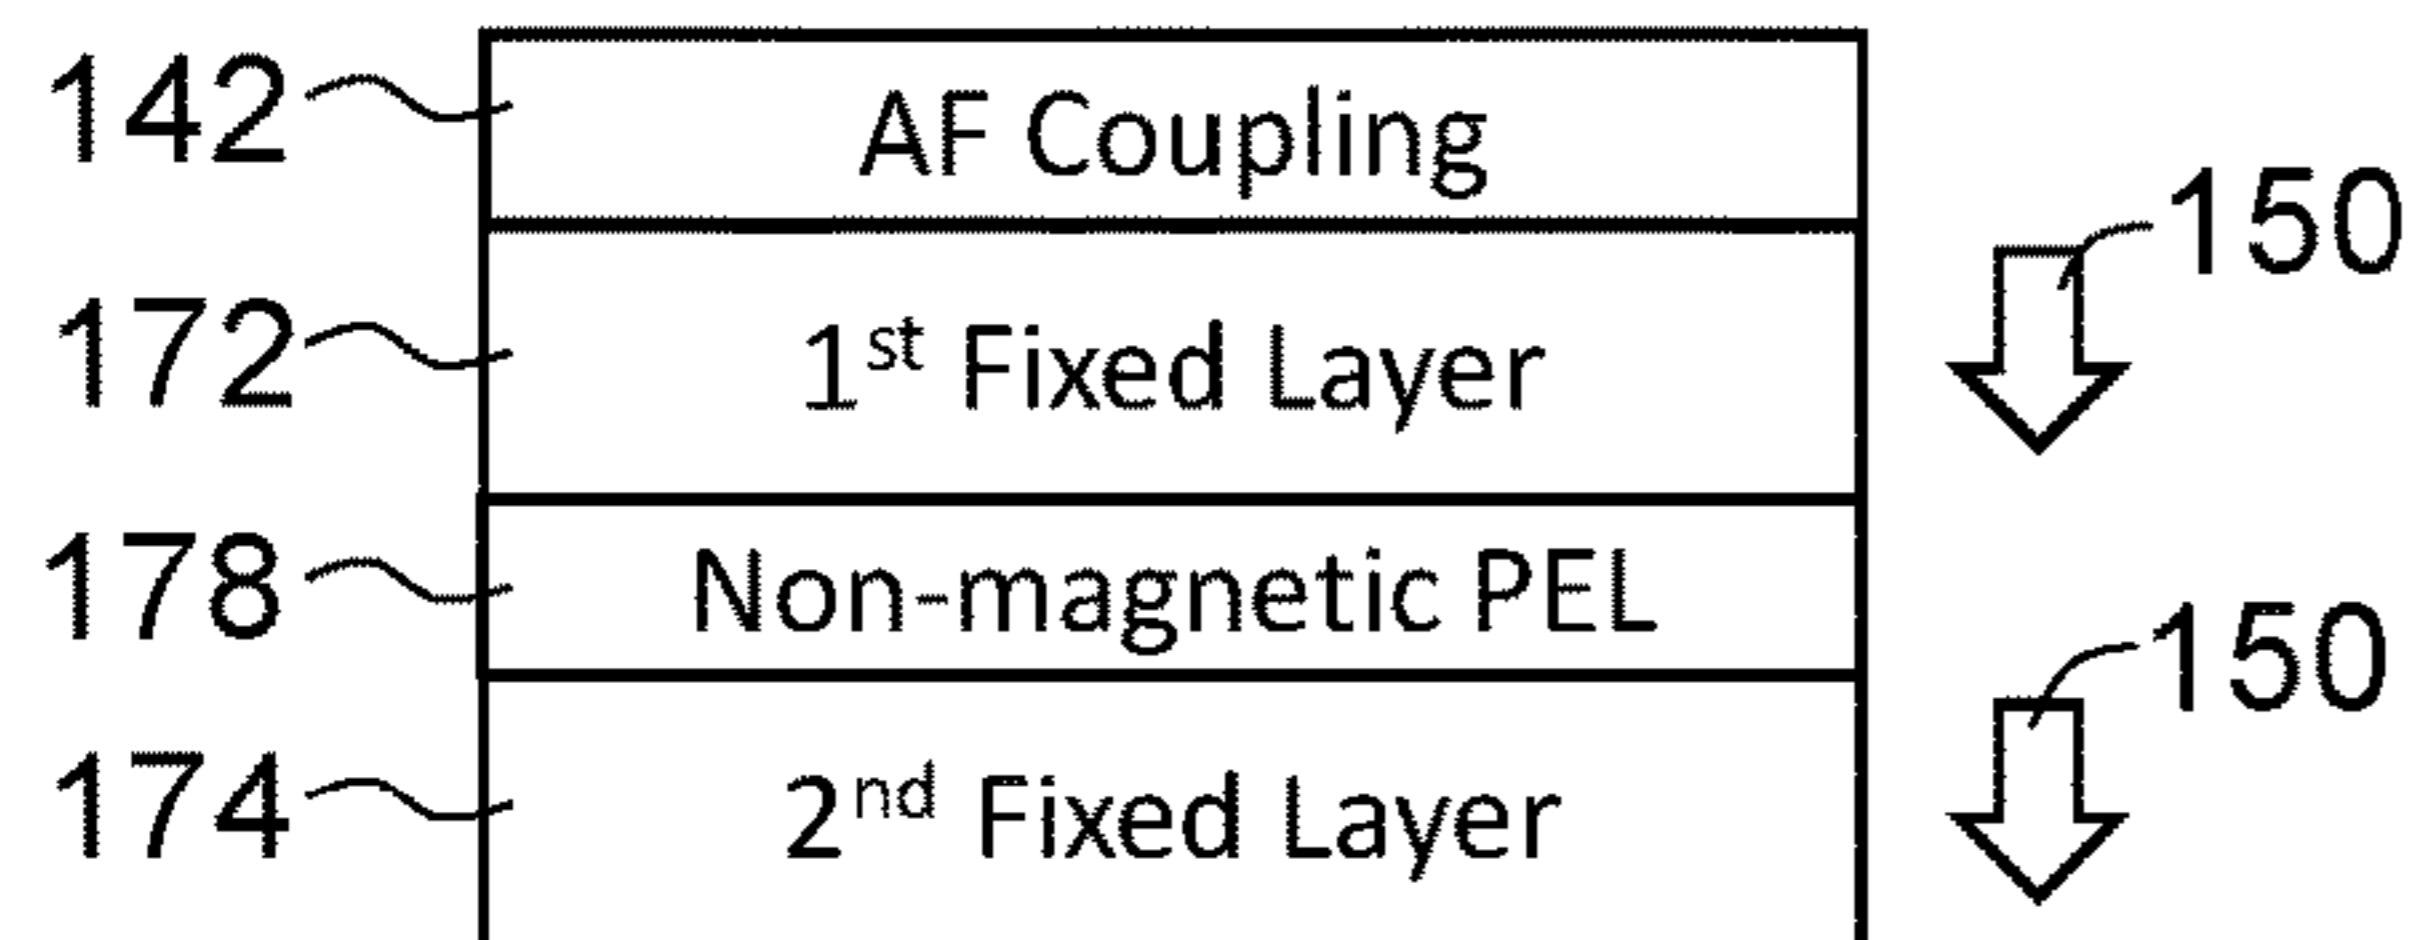 142 AF Coupling
150
172 1st Fixed Layer
178 Non-magnetic PEL
150
174 2nd Fixed Layer